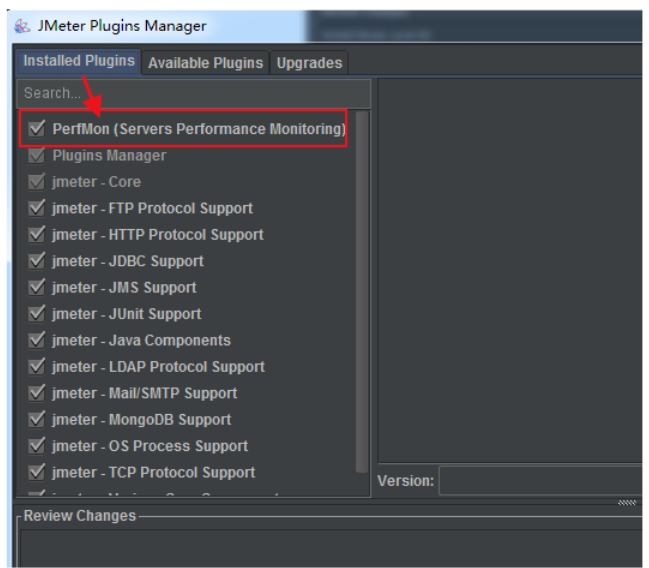 JMeter Plugins Manager
Installed Plugins Available Plugins Upgrades
Search...
PerfMon (Servers Performance Monitoring)
Plugins Manager
jmeter - Core
jmeter - FTP Protocol Support
jmeter - HTTP Protocol Support
jmeter - JDBC Support
jmeter - JMS Support
jmeter - JUnit Support
jmeter - Java Components
jmeter - LDAP Protocol Support
jmeter - Mail/SMTP Support
jmeter - MongoDB Support
jmeter - OS Process Support
jmeter - TCP Protocol Support
Version:
Review Changes